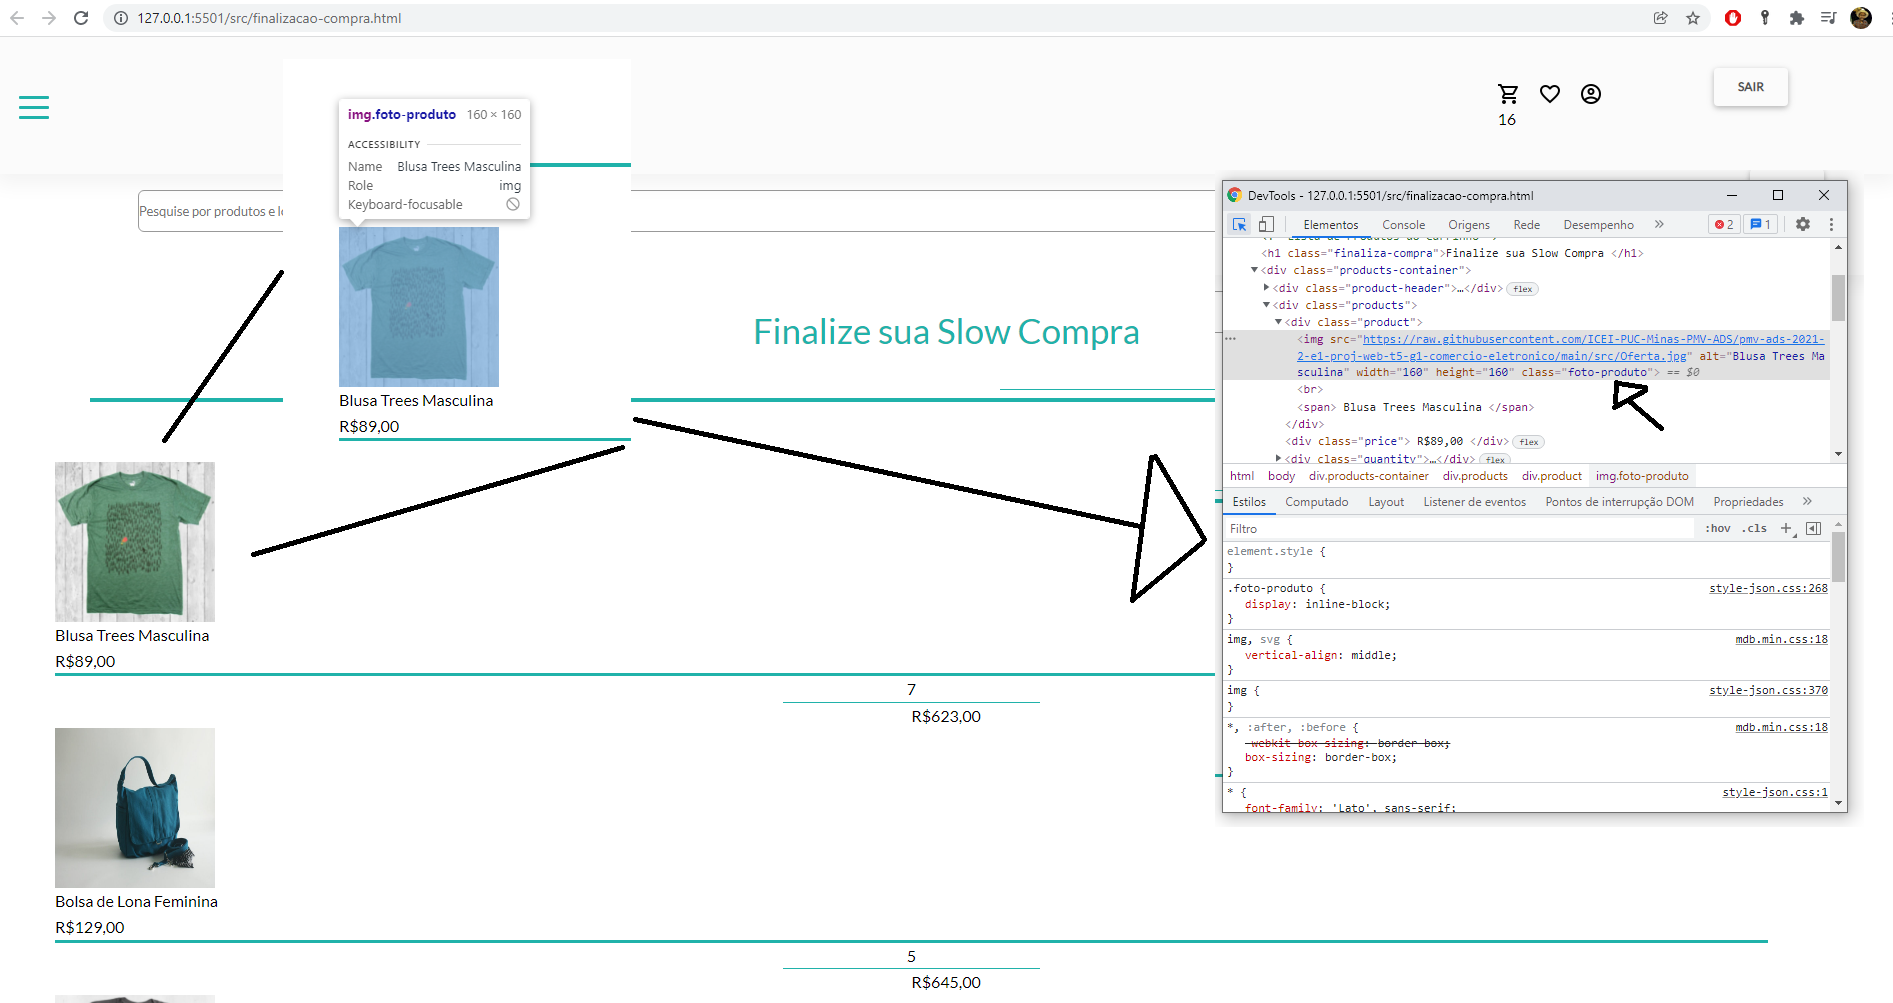 127.0.0.1:5501/src/finalizacao-compra.html
SAIR
16
img.foto-produto 160 × 160
ACCESSIBILITY
Name Blusa Trees Masculina
Role img
Keyboard-focusable
Pesquise por produtos e l
Finalize sua Slow Compra
Blusa Trees Masculina
R$89,00
Blusa Trees Masculina
R$89,00
7
R$623,00
Bolsa de Lona Feminina
R$129,00
5
R$645,00
DevTools - 127.0.0.1:5501/src/finalizacao-compra.html
Elementos Console Origens Rede Desempenho » 2 1
<h1 class="finaliza-compra">Finalize sua Slow Compra </h1>
<div class="products-container">
<div class="product-header">…</div> flex
<div class="products">
<div class="product">
<img src="https://raw.githubusercontent.com/ICEI-PUC-Minas-PMV-ADS/pmv-ads-2021-
2-e1-proj-web-t5-g1-comercio-eletronico/main/src/Oferta.jpg" alt="Blusa Trees Ma
sculina" width="160" height="160" class="foto-produto"> == $0
<br>
<span> Blusa Trees Masculina </span>
</div>
<div class="price"> R$89,00 </div> flex
<div class="quantity">…</div> flex
html body div.products-container div.products div.product img.foto-produto
Estilos Computado Layout Listener de eventos Pontos de interrupção DOM Propriedades »
Filtro :hov .cls +
element.style {
}
.foto-produto { style-json.css:268
display: inline-block;
}
img, svg { mdb.min.css:18
vertical-align: middle;
}
img { style-json.css:370
}
*, :after, :before { mdb.min.css:18
-webkit-box-sizing: border-box;
box-sizing: border-box;
}
* { style-json.css:1
font-family: 'Lato', sans-serif;